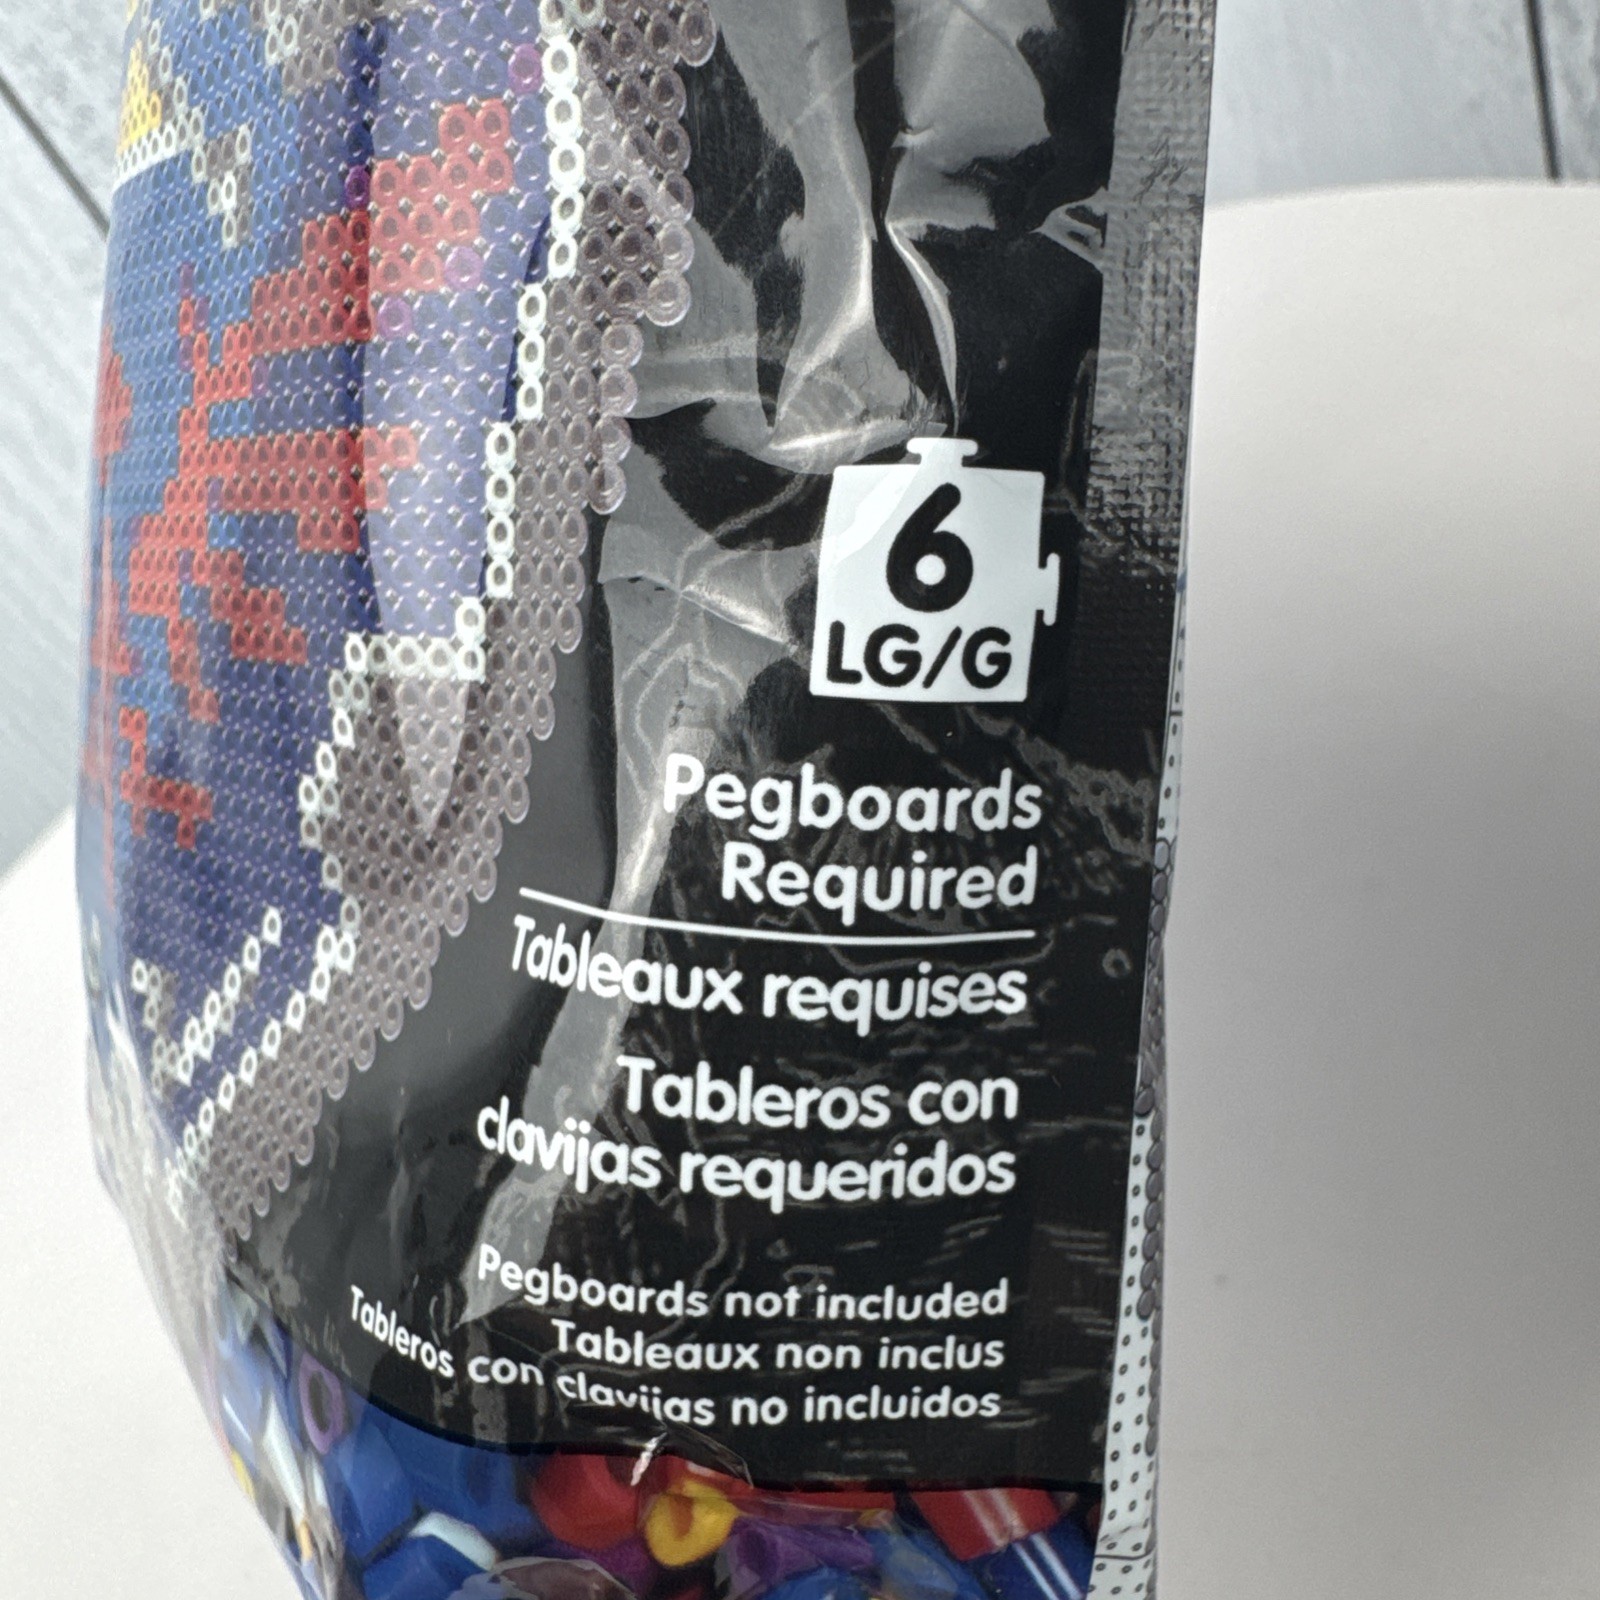 6
LG/G
Pegboards
Required
Tableaux requises
Tableros con
clavijas requeridos
Pegboards not included
Tableaux non inclus
Tableros con clavijas no incluidos